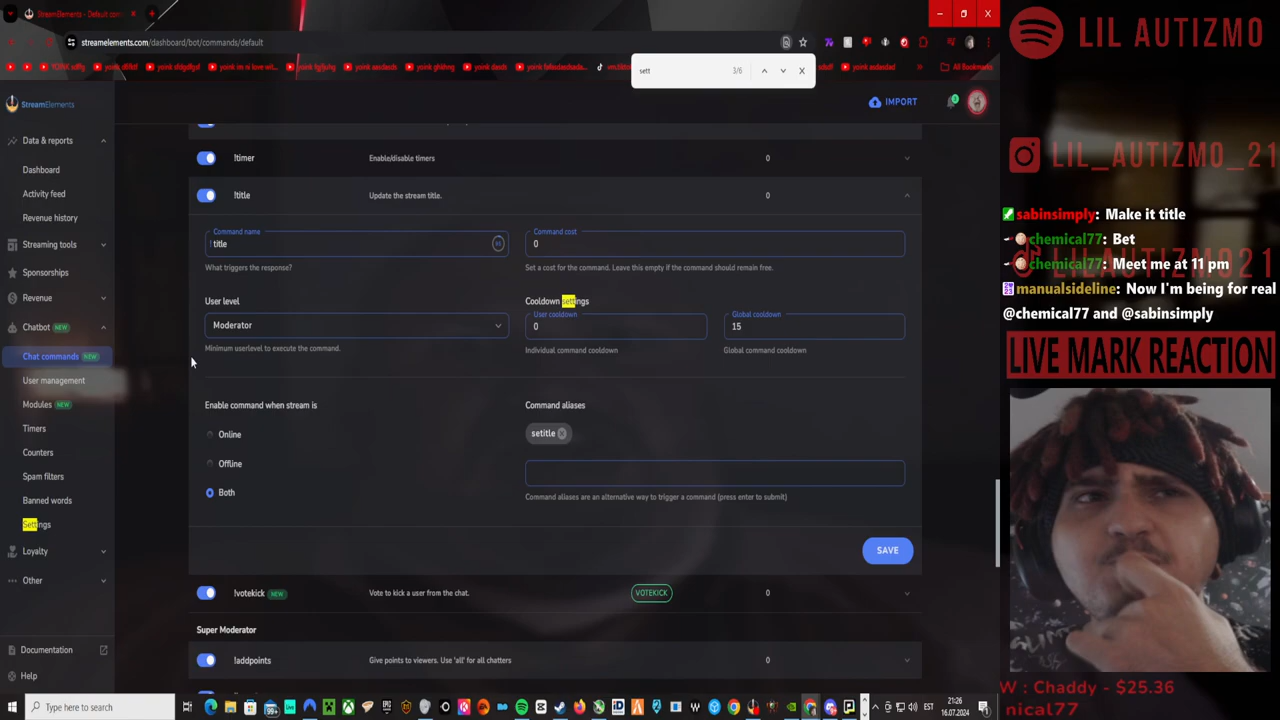 StreamElements - Default com
streamelements.com/dashboard/bot/commands/default
All Bookmarks
sett
3/6
StreamElements
IMPORT
Data & reports
Dashboard
Activity feed
Revenue history
Streaming tools
Sponsorships
Revenue
Chatbot NEW
Chat commands NEW
User management
Modules NEW
Timers
Counters
Spam filters
Banned words
Settings
Loyalty
Other
Documentation
Help
!timer
Enable/disable timers
0
!title
Update the stream title.
0
Command name
! title
What triggers the response?
Command cost
0
Set a cost for the command. Leave this empty if the command should remain free.
User level
Moderator
Minimum userlevel to execute the command.
Cooldown settings
User cooldown
0
Individual command cooldown
Global cooldown
15
Global command cooldown
Enable command when stream is
Online
Offline
Both
Command aliases
setitle
Command aliases are an alternative way to trigger a command (press enter to submit)
SAVE
!votekick NEW
Vote to kick a user from the chat.
VOTEKICK
0
Super Moderator
!addpoints
Give points to viewers. Use 'all' for all chatters
0
Type here to search
99+
21:26
16.07.2024
LIL AUTIZMO
LIL_AUTIZMO_21
LILAUTIZMO21
sabinsimply: Make it title
chemical77: Bet
chemical77: Meet me at 11 pm
manualsideline: Now I'm being for real
@chemical77 and @sabinsimply
LIVE MARK REACTION
W : Chaddy - $25.36
nical77